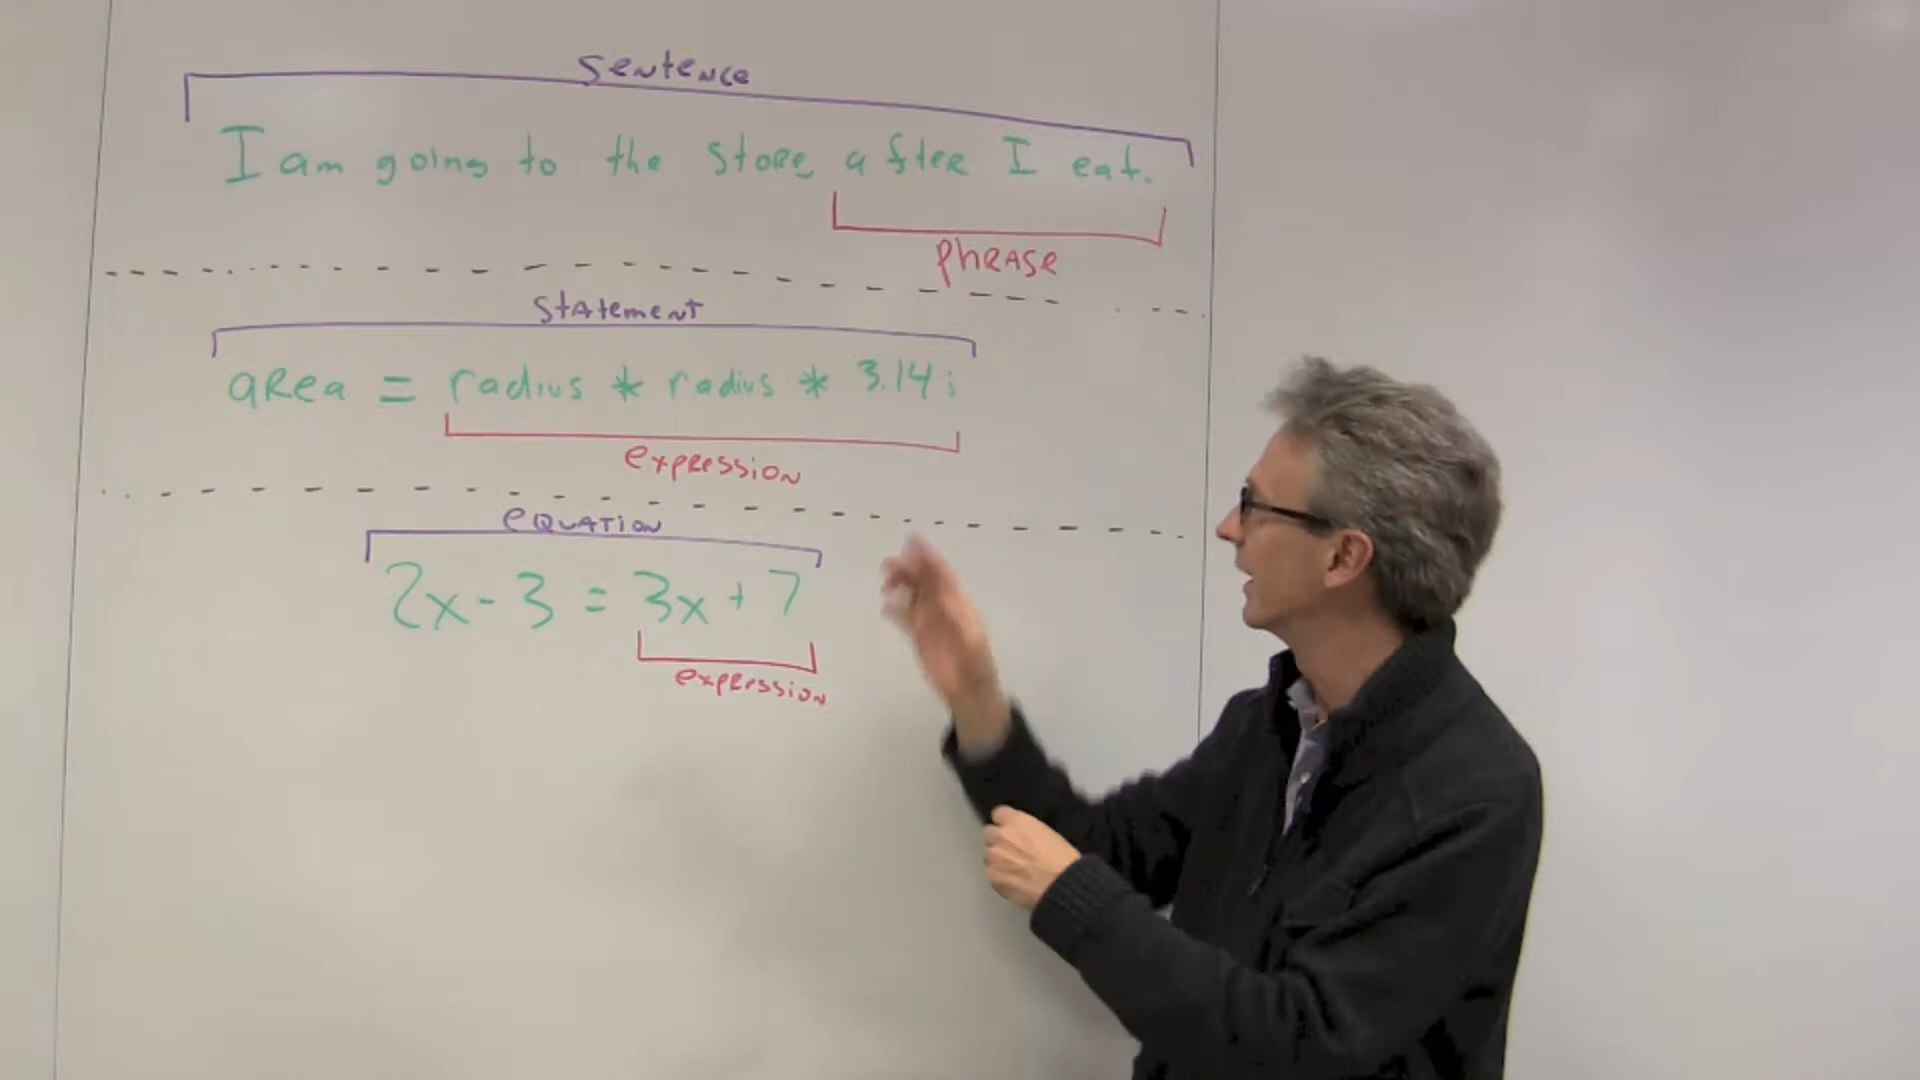 sentence
I am going to the store after I eat.
phrase
statement
area = radius * radius * 3.14;
expression
equation
2x - 3 = 3x + 7
expression